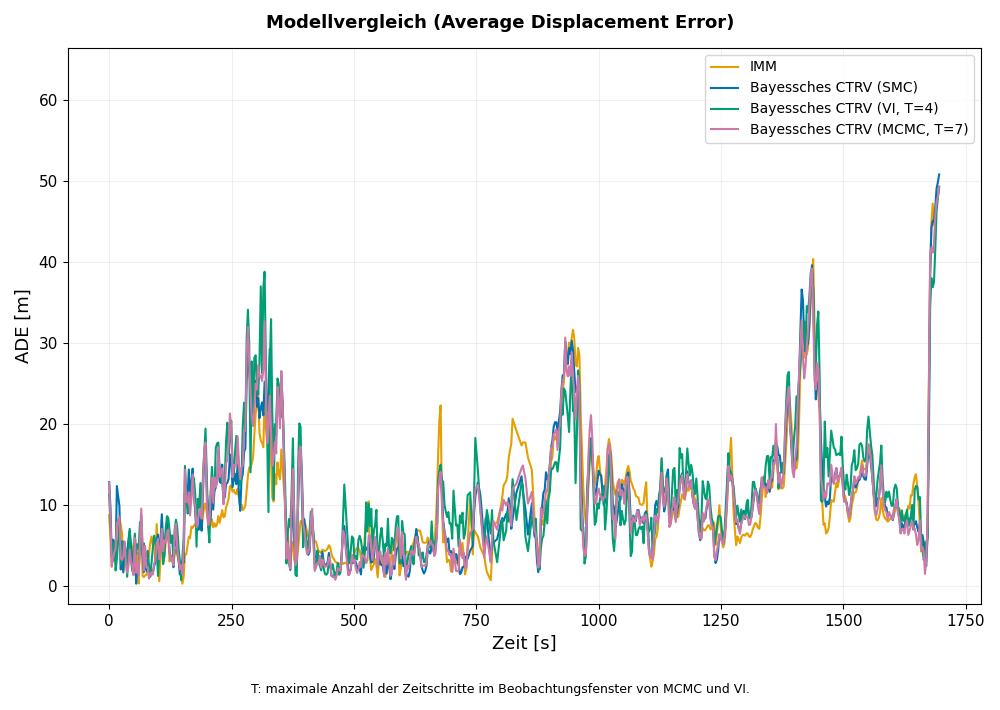 Modellvergleich (Average Displacement Error)
IMM
Bayessches CTRV (SMC)
Bayessches CTRV (VI, T=4)
Bayessches CTRV (MCMC, T=7)
ADE [m]
60
50
40
30
20
10
0
0 250 500 750 1000 1250 1500 1750
Zeit [s]
T: maximale Anzahl der Zeitschritte im Beobachtungsfenster von MCMC und VI.